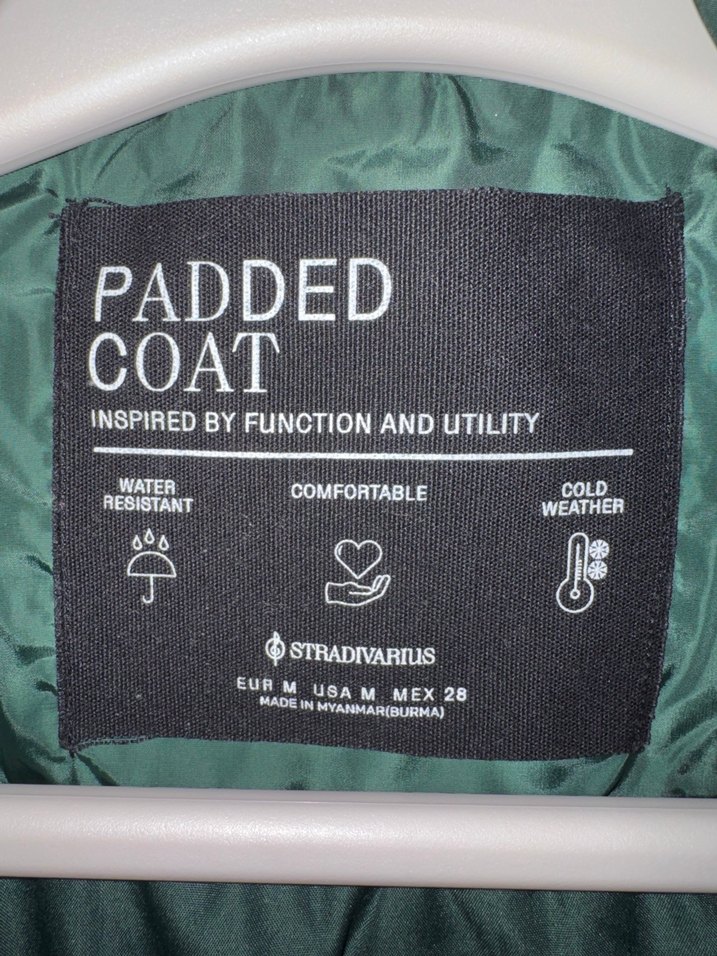 PADDED
COAT
INSPIRED BY FUNCTION AND UTILITY
WATER
RESISTANT
COMFORTABLE
COLD
WEATHER
STRADIVARIUS
EUR M USA M MEX 28
MADE IN MYANMAR(BURMA)